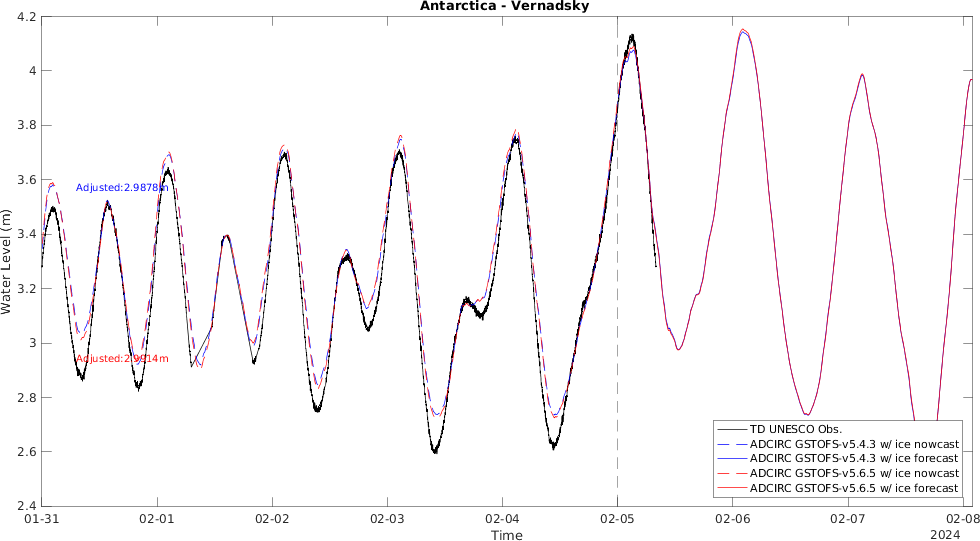 Antarctica - Vernadsky
Water Level (m)
4.2
4
3.8
3.6
3.4
3.2
3
2.8
2.6
2.4
Adjusted:2.9878m
Adjusted:2.9914m
TD UNESCO Obs.
ADCIRC GSTOFS-v5.4.3 w/ ice nowcast
ADCIRC GSTOFS-v5.4.3 w/ ice forecast
ADCIRC GSTOFS-v5.6.5 w/ ice nowcast
ADCIRC GSTOFS-v5.6.5 w/ ice forecast
01-31 02-01 02-02 02-03 02-04 02-05 02-06 02-07 02-08
Time
2024